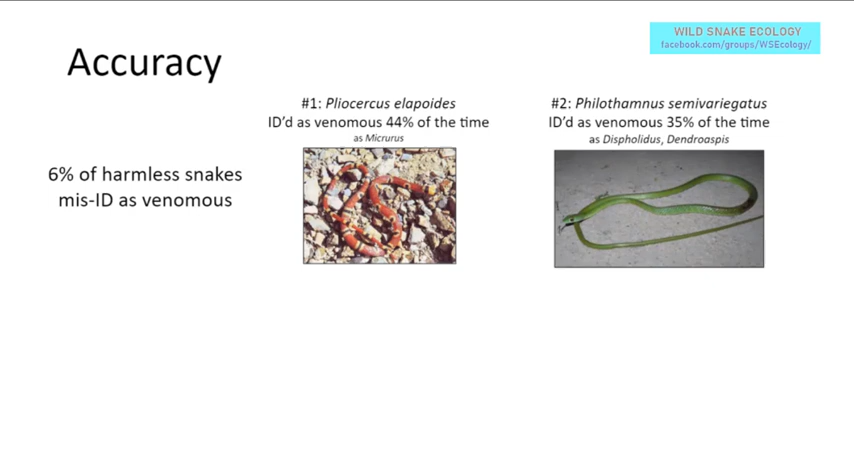 WILD SNAKE ECOLOGY
facebook.com/groups/WSEcology/
Accuracy
#1: Pliocercus elapoides
ID'd as venomous 44% of the time
as Micrurus
#2: Philothamnus semivariegatus
ID'd as venomous 35% of the time
as Dispholidus, Dendroaspis
6% of harmless snakes
mis-ID as venomous